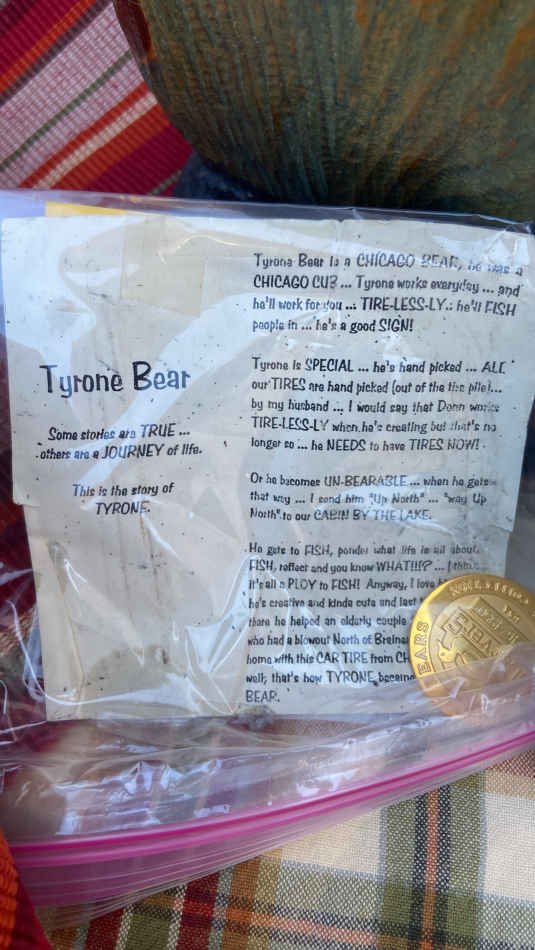 Tyrone Bear
Some stories are TRUE ...
others are a JOURNEY of life.
This is the story of
TYRONE.
Tyrone Bear is a CHICAGO BEAR, he was a
CHICAGO CUB ... Tyrone works everyday ... and
he'll work for you ... TIRE-LESS-LY.. he'll FISH
people in ... he's a good SIGN!
Tyrone is SPECIAL ... he's hand picked ... ALL
our TIRES are hand picked (out of the tire pile)...
by my husband ... I would say that Donn works
TIRE-LESS-LY when he's creating but that's no
longer so ... he NEEDS to have TIRES NOW!
Or he becomes UN-BEARABLE ... when he gets
that way ... I send him "Up North" ... "way Up
North" to our CABIN BY THE LAKE.
He gets to FISH, ponder what life is all about,
FISH, reflect and you know WHAT!!!? ... I think
it's all a PLOY to FISH! Anyway, I love
he's creative and kinda cute and last
there he helped an elderly couple
who had a blowout North of
home with this CAR TIRE from
well; that's how TYRONE became
BEAR.
BEARS